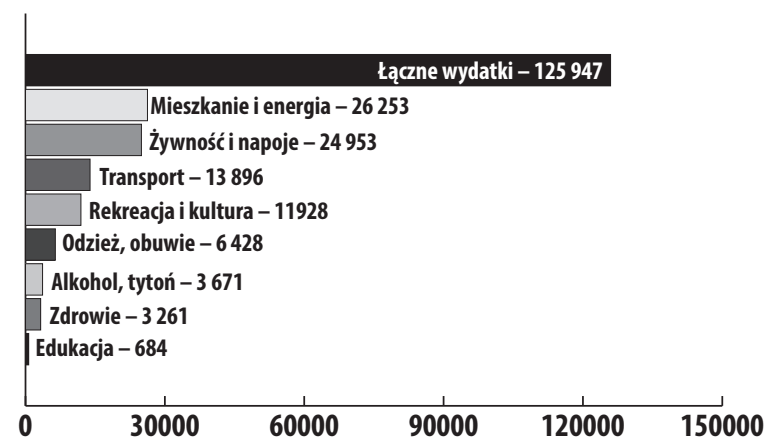 Łączne wydatki – 125 947
Mieszkanie i energia – 26 253
Żywność i napoje – 24 953
Transport – 13 896
Rekreacja i kultura – 11928
Odzież, obuwie – 6 428
Alkohol, tytoń – 3 671
Zdrowie – 3 261
Edukacja – 684
0 30000 60000 90000 120000 150000